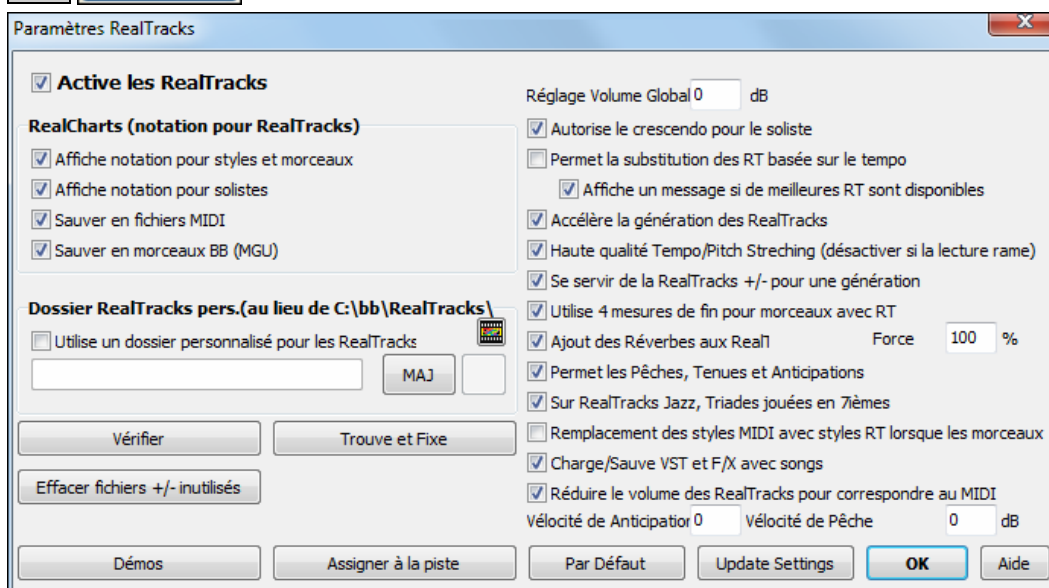 Paramètres RealTracks
Active les RealTracks
RealCharts (notation pour RealTracks)
Affiche notation pour styles et morceaux
Affiche notation pour solistes
Sauver en fichiers MIDI
Sauver en morceaux BB (MGU)
Dossier RealTracks pers.(au lieu de C:\bb\RealTracks\
Utilise un dossier personnalisé pour les RealTracks
MAJ
Vérifier
Trouve et Fixe
Effacer fichiers +/- inutilisés
Démos
Assigner à la piste
Réglage Volume Global 0 dB
Autorise le crescendo pour le soliste
Permet la substitution des RT basée sur le tempo
Affiche un message si de meilleures RT sont disponibles
Accélère la génération des RealTracks
Haute qualité Tempo/Pitch Streching (désactiver si la lecture rame)
Se servir de la RealTracks +/- pour une génération
Utilise 4 mesures de fin pour morceaux avec RT
Ajout des Réverbes aux Real Force 100 %
Permet les Pêches, Tenues et Anticipations
Sur RealTracks Jazz, Triades jouées en 7ièmes
Remplacement des styles MIDI avec styles RT lorsque les morceaux
Charge/Sauve VST et F/X avec songs
Réduire le volume des RealTracks pour correspondre au MIDI
Vélocité de Anticipation 0 Vélocité de Pêche 0 dB
Par Défaut
Update Settings
OK
Aide